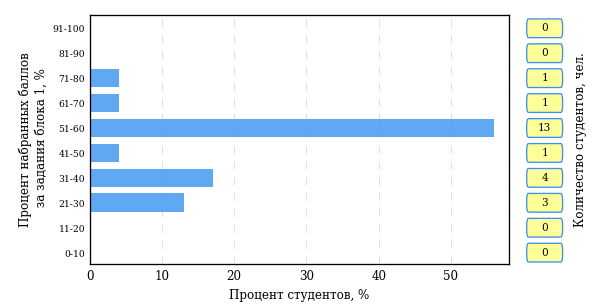 Процент набранных баллов
за задания блока 1, %
91-100 0
81-90 0
71-80 1
61-70 1
51-60 13
41-50 1
31-40 4
21-30 3
11-20 0
0-10 0
0 10 20 30 40 50
Процент студентов, %
Количество студентов, чел.